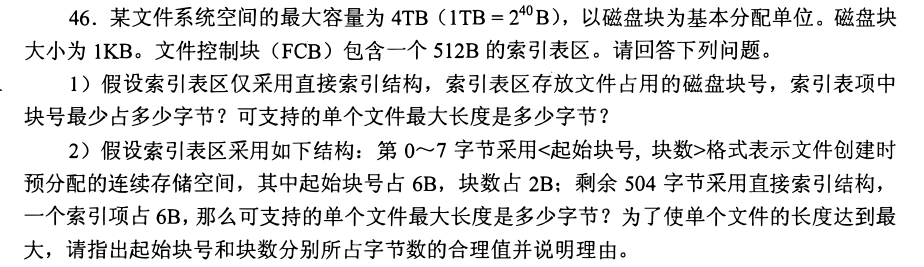 46．某文件系统空间的最大容量为 4TB（1TB = 2⁴⁰B），以磁盘块为基本分配单位。磁盘块
大小为 1KB。文件控制块（FCB）包含一个 512B 的索引表区。请回答下列问题。
1）假设索引表区仅采用直接索引结构，索引表区存放文件占用的磁盘块号，索引表项中
块号最少占多少字节？可支持的单个文件最大长度是多少字节？
2）假设索引表区采用如下结构：第 0～7 字节采用<起始块号, 块数>格式表示文件创建时
预分配的连续存储空间，其中起始块号占 6B，块数占 2B；剩余 504 字节采用直接索引结构，
一个索引项占 6B，那么可支持的单个文件最大长度是多少字节？为了使单个文件的长度达到最
大，请指出起始块号和块数分别所占字节数的合理值并说明理由。